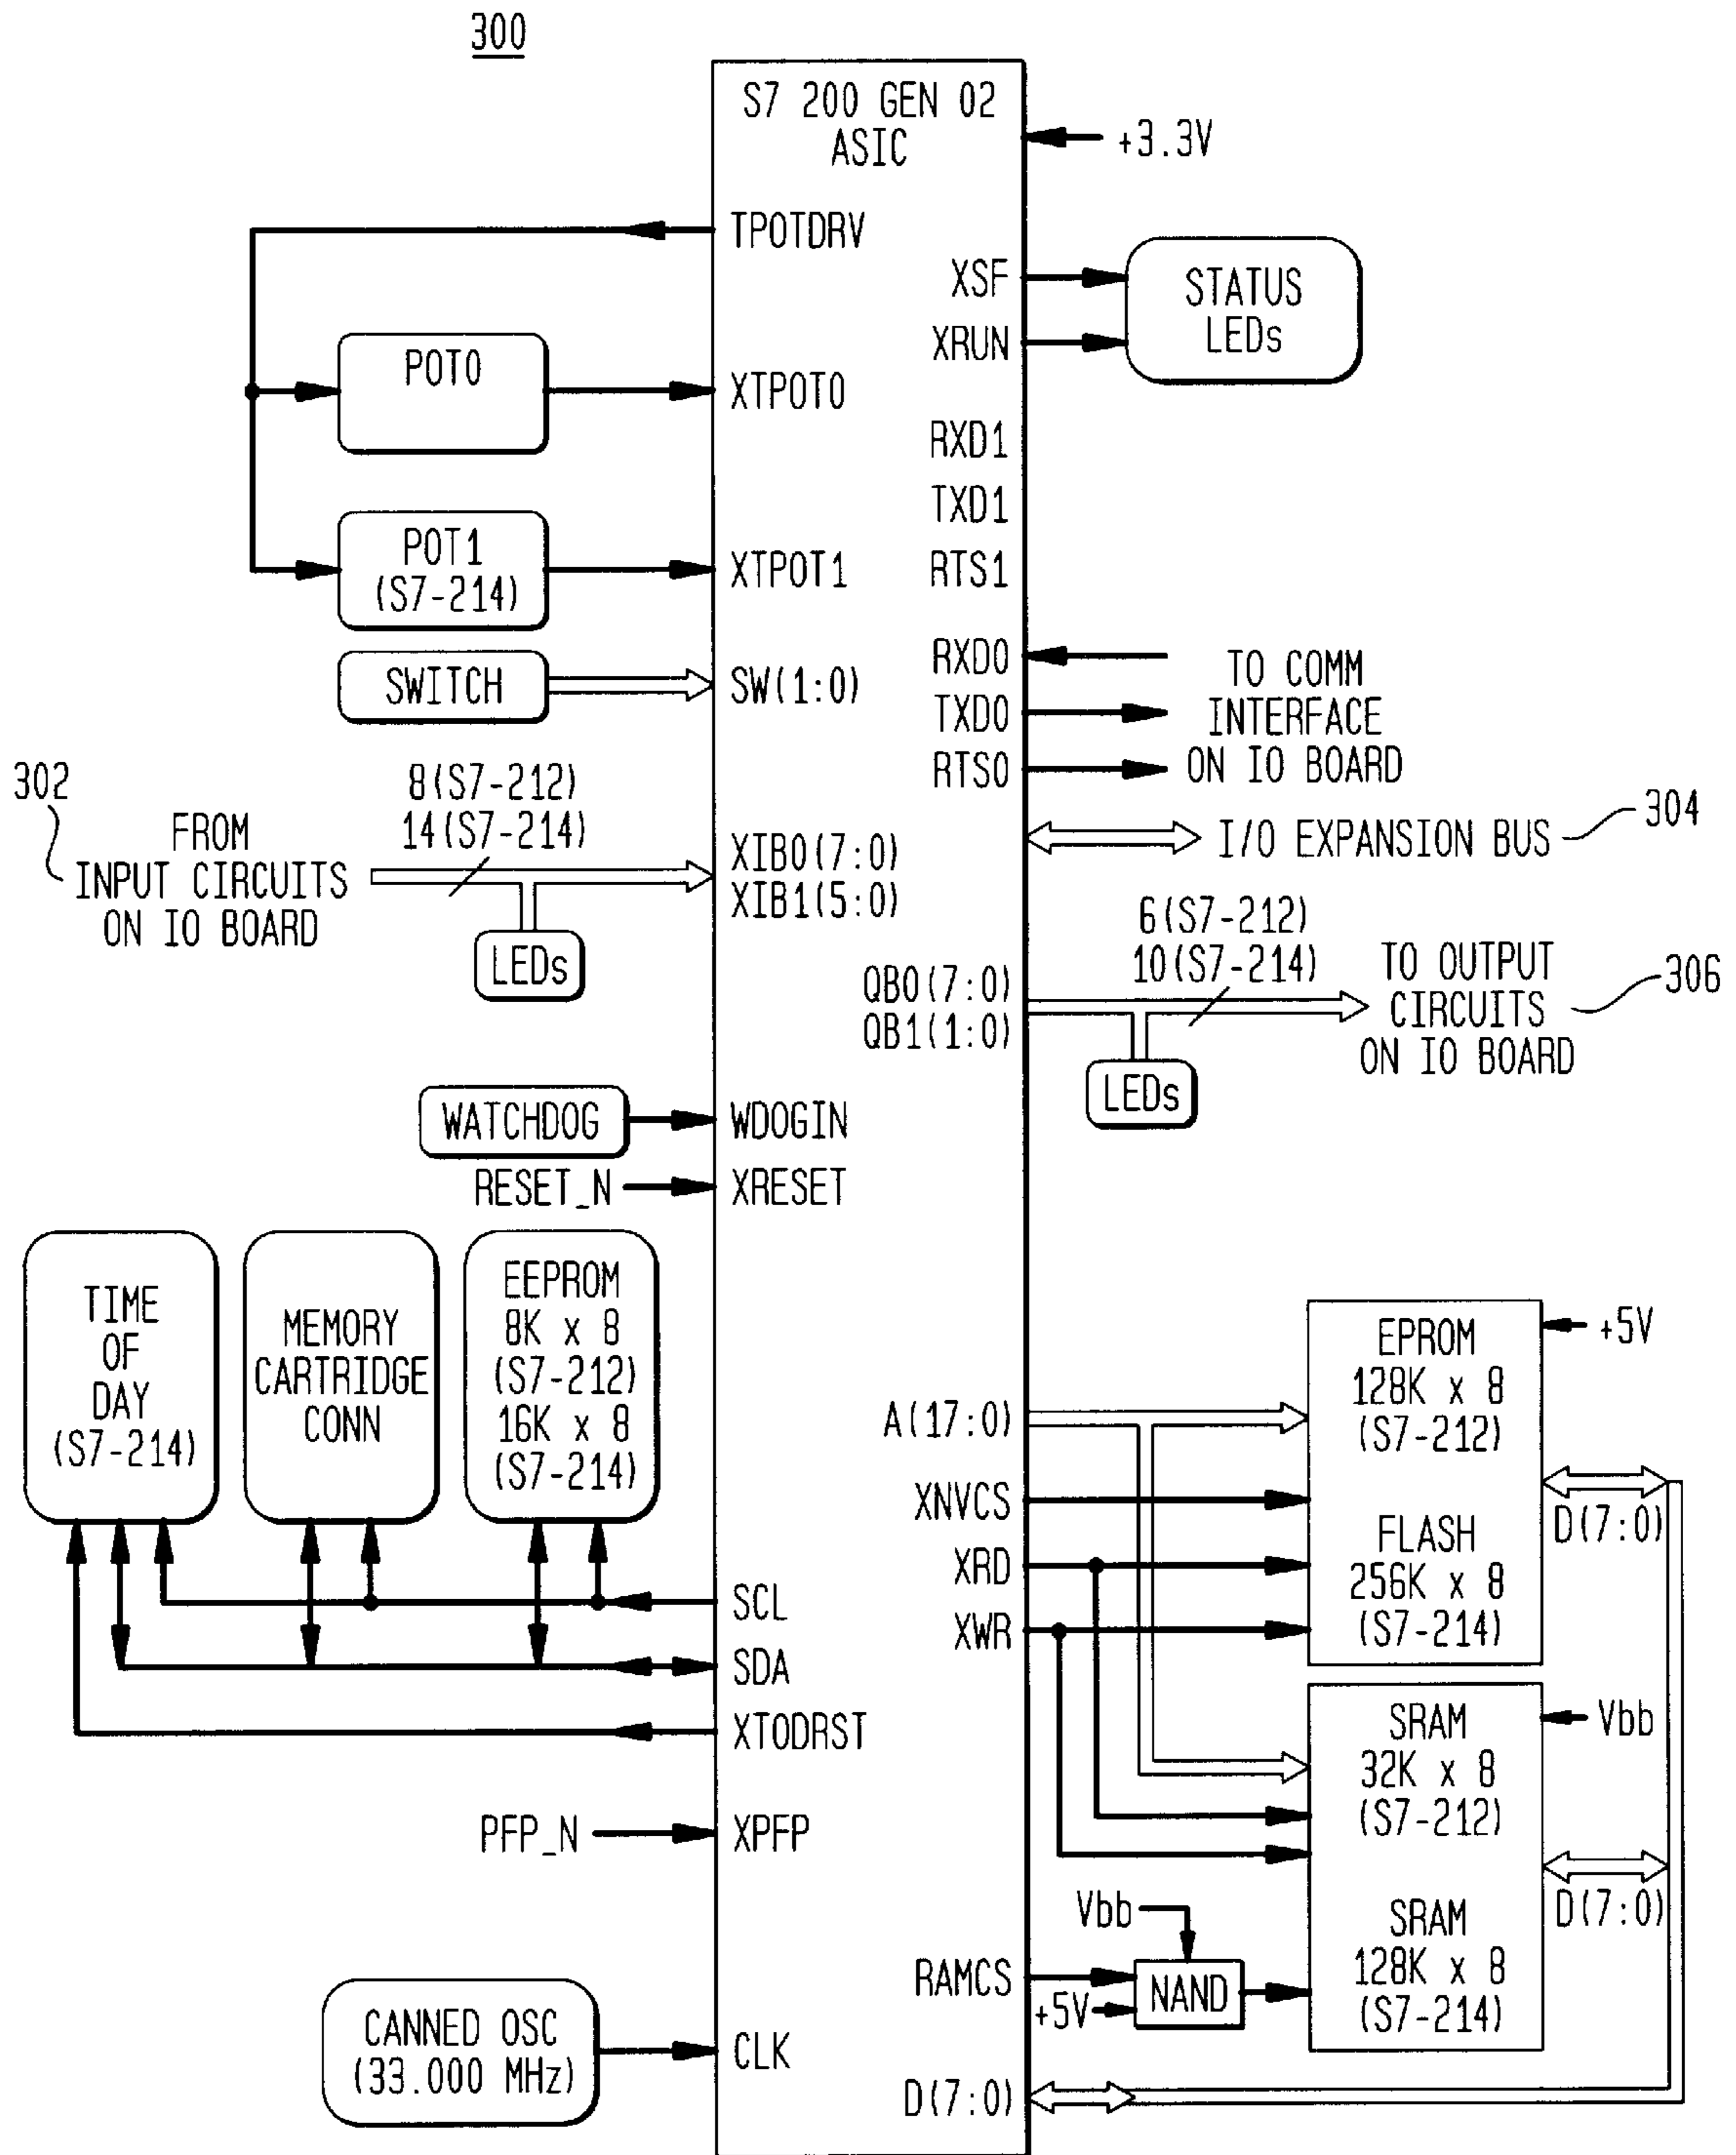 300
S7 200 GEN 02
ASIC
+3.3V
TPOTDRV
XSF
XRUN
STATUS
LEDs
POT0
XTPOT0
RXD1
TXD1
RTS1
POT1
(S7-214)
XTPOT1
SWITCH
SW(1:0)
RXD0
TXD0
RTS0
TO COMM
INTERFACE
ON IO BOARD
302
FROM
INPUT CIRCUITS
ON IO BOARD
8(S7-212)
14(S7-214)
XIB0(7:0)
XIB1(5:0)
LEDs
I/O EXPANSION BUS
304
QB0(7:0)
QB1(1:0)
6(S7-212)
10(S7-214)
LEDs
TO OUTPUT
CIRCUITS
ON IO BOARD
306
WATCHDOG
WDOGIN
RESET_N
XRESET
TIME
OF
DAY
(S7-214)
MEMORY
CARTRIDGE
CONN
EEPROM
8K x 8
(S7-212)
16K x 8
(S7-214)
SCL
SDA
XTODRST
PFP_N
XPFP
CANNED OSC
(33.000 MHz)
CLK
A(17:0)
XNVCS
XRD
XWR
EPROM
128K x 8
(S7-212)
FLASH
256K x 8
(S7-214)
+5V
D(7:0)
SRAM
32K x 8
(S7-212)
SRAM
128K x 8
(S7-214)
Vbb
D(7:0)
Vbb
RAMCS
+5V
NAND
D(7:0)